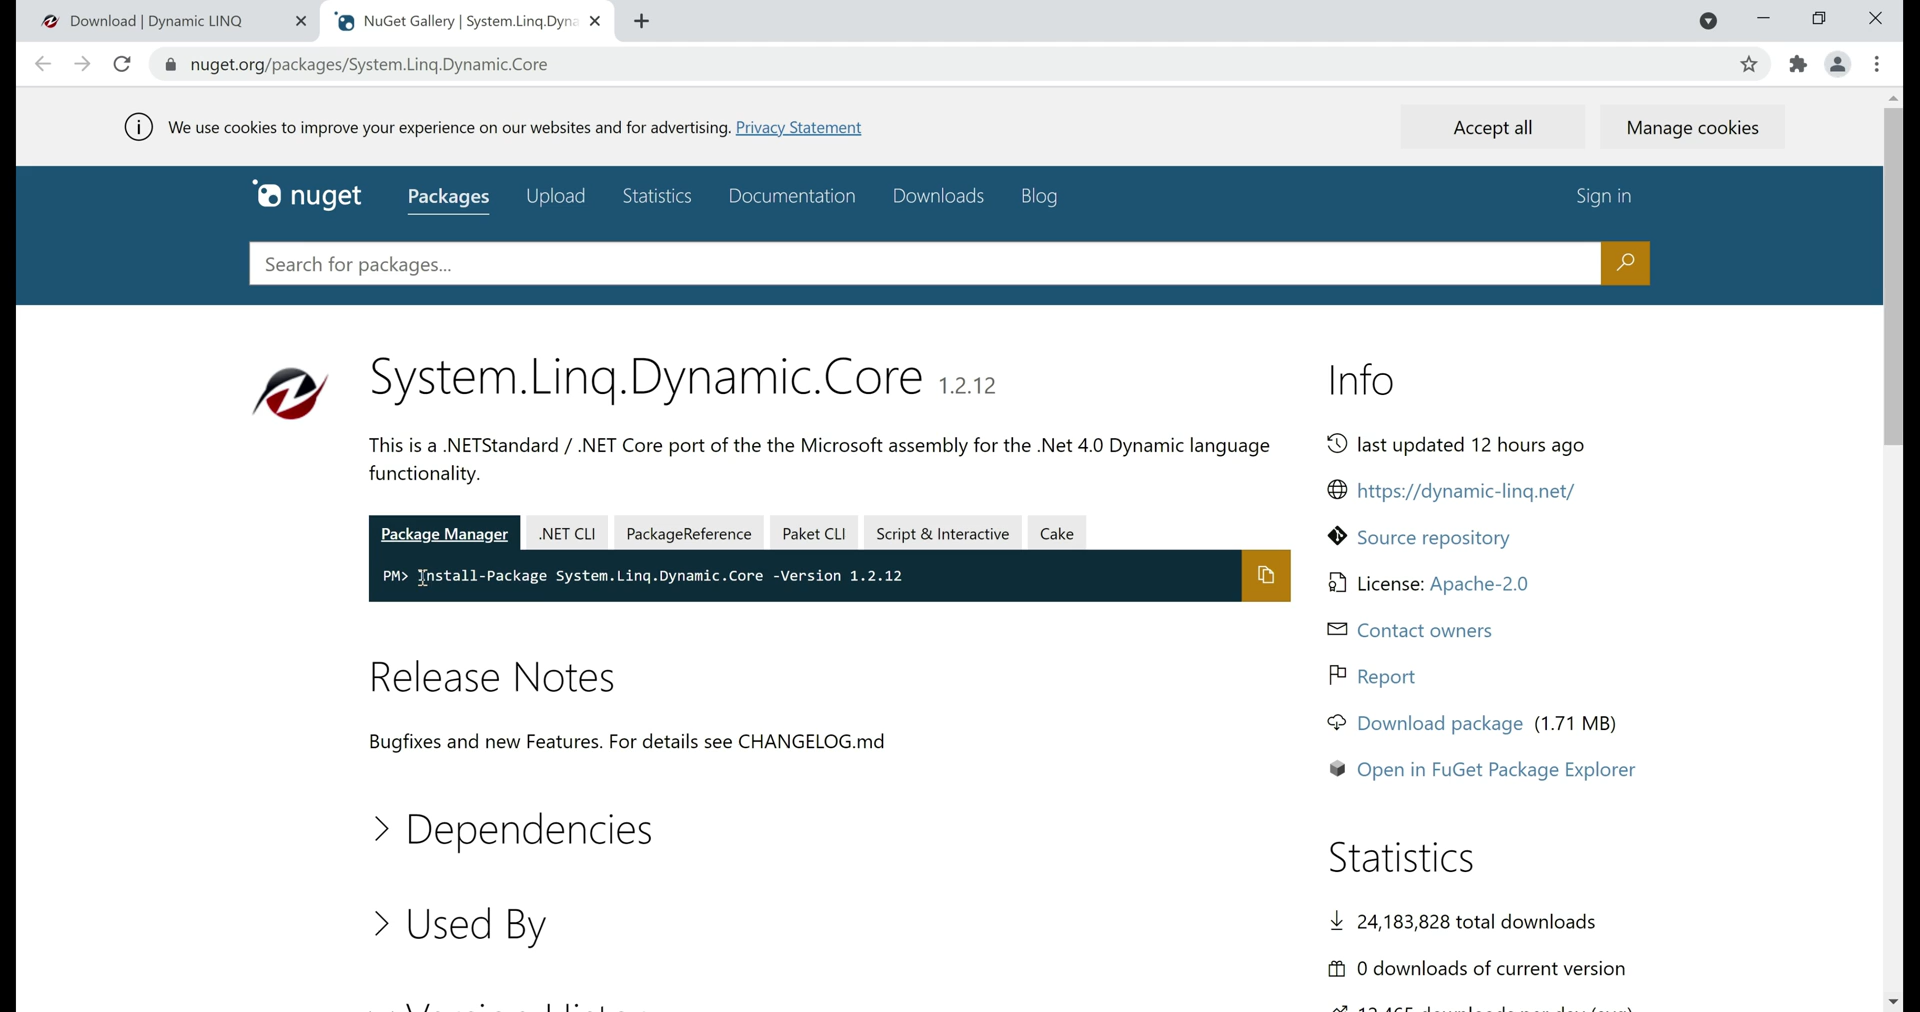 Download | Dynamic LINQ
NuGet Gallery | System.Linq.Dyna
nuget.org/packages/System.Linq.Dynamic.Core
We use cookies to improve your experience on our websites and for advertising. Privacy Statement
Accept all
Manage cookies
nuget
Packages
Upload
Statistics
Documentation
Downloads
Blog
Sign in
Search for packages...
System.Linq.Dynamic.Core 1.2.12
This is a .NETStandard / .NET Core port of the the Microsoft assembly for the .Net 4.0 Dynamic language
functionality.
Package Manager
.NET CLI
PackageReference
Paket CLI
Script & Interactive
Cake
PM> Install-Package System.Linq.Dynamic.Core -Version 1.2.12
Release Notes
Bugfixes and new Features. For details see CHANGELOG.md
Dependencies
Used By
Info
last updated 12 hours ago
https://dynamic-linq.net/
Source repository
License: Apache-2.0
Contact owners
Report
Download package (1.71 MB)
Open in FuGet Package Explorer
Statistics
24,183,828 total downloads
0 downloads of current version